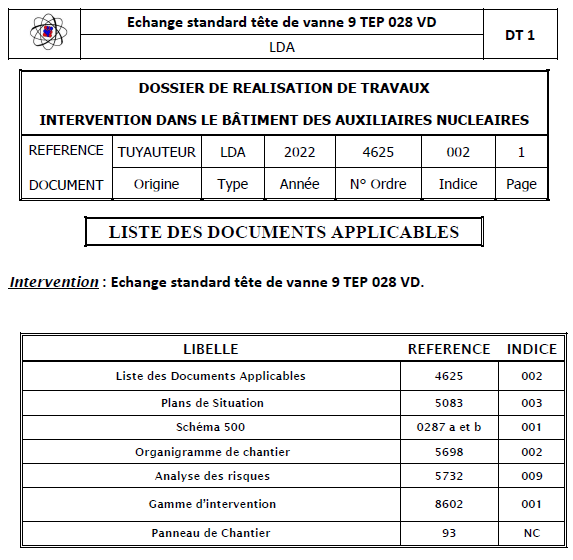 Echange standard tête de vanne 9 TEP 028 VD
LDA
DT 1
DOSSIER DE REALISATION DE TRAVAUX
INTERVENTION DANS LE BÂTIMENT DES AUXILIAIRES NUCLEAIRES
REFERENCE TUYAUTEUR LDA 2022 4625 002 1
DOCUMENT Origine Type Année N° Ordre Indice Page
LISTE DES DOCUMENTS APPLICABLES
Intervention : Echange standard tête de vanne 9 TEP 028 VD.
LIBELLE REFERENCE INDICE
Liste des Documents Applicables 4625 002
Plans de Situation 5083 003
Schéma 500 0287 a et b 001
Organigramme de chantier 5698 002
Analyse des risques 5732 009
Gamme d'intervention 8602 001
Panneau de Chantier 93 NC